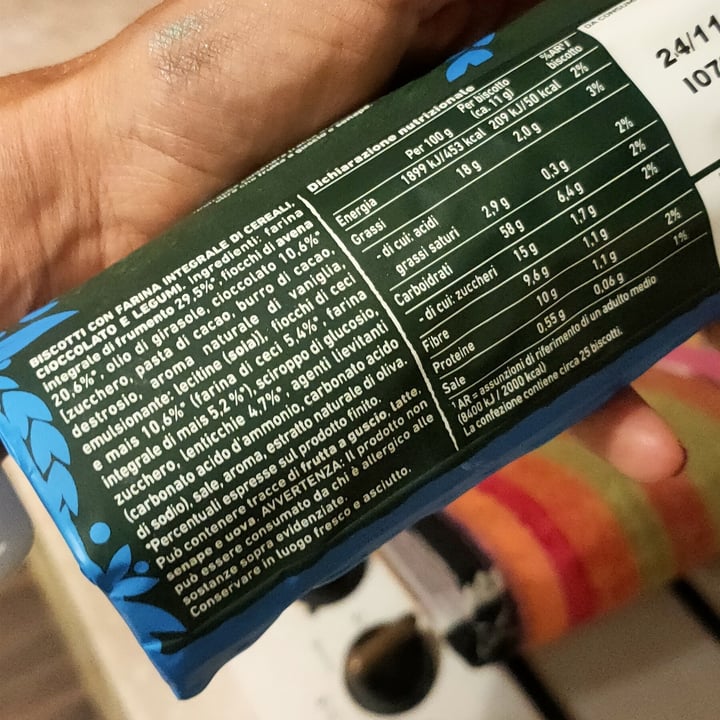 BISCOTTI CON FARINA INTEGRALE DI CEREALI,
CIOCCOLATO E LEGUMI. Ingredienti: farina
integrale di frumento 29,5%°, fiocchi di avena
20,6%°, olio di girasole, cioccolato 10,6%°
(zucchero, pasta di cacao, burro di cacao,
destrosio, aroma naturale di vaniglia,
emulsionante: lecitine (soia)), fiocchi di ceci
e mais 10,6%° (farina di ceci 5,4%°, farina
integrale di mais 5,2%°), sciroppo di glucosio,
zucchero, lenticchie 4,7%°, agenti lievitanti
(carbonato acido d'ammonio, carbonato acido
di sodio), sale, aroma, estratto naturale di oliva.
°Percentuali espresse sul prodotto finito.
Può contenere tracce di frutta a guscio, latte,
senape e uova. AVVERTENZA: Il prodotto non
può essere consumato da chi è allergico alle
sostanze sopra evidenziate.
Conservare in luogo fresco e asciutto.
Dichiarazione nutrizionale
Per 100 g Per biscotto (ca. 11 g) %AR*/ biscotto
Energia 1899 kJ/453 kcal 209 kJ/50 kcal 2%
Grassi 18 g 2,0 g 3%
- di cui: acidi
grassi saturi 2,9 g 0,3 g 2%
Carboidrati 58 g 6,4 g 2%
- di cui: zuccheri 15 g 1,7 g 2%
Fibre 9,6 g 1,1 g
Proteine 10 g 1,1 g 2%
Sale 0,55 g 0,06 g 1%
*AR = assunzioni di riferimento di un adulto medio
(8400 kJ / 2000 kcal)
La confezione contiene circa 25 biscotti.
DA CONSUM
24/11
I07